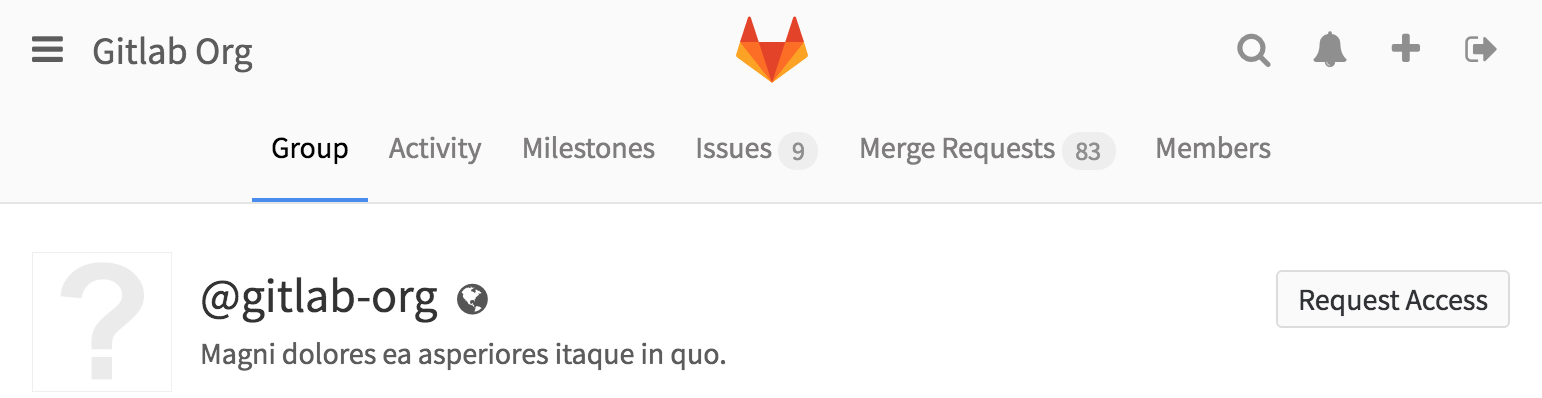 Gitlab Org
Group Activity Milestones Issues 9 Merge Requests 83 Members
@gitlab-org
Request Access
Magni dolores ea asperiores itaque in quo.